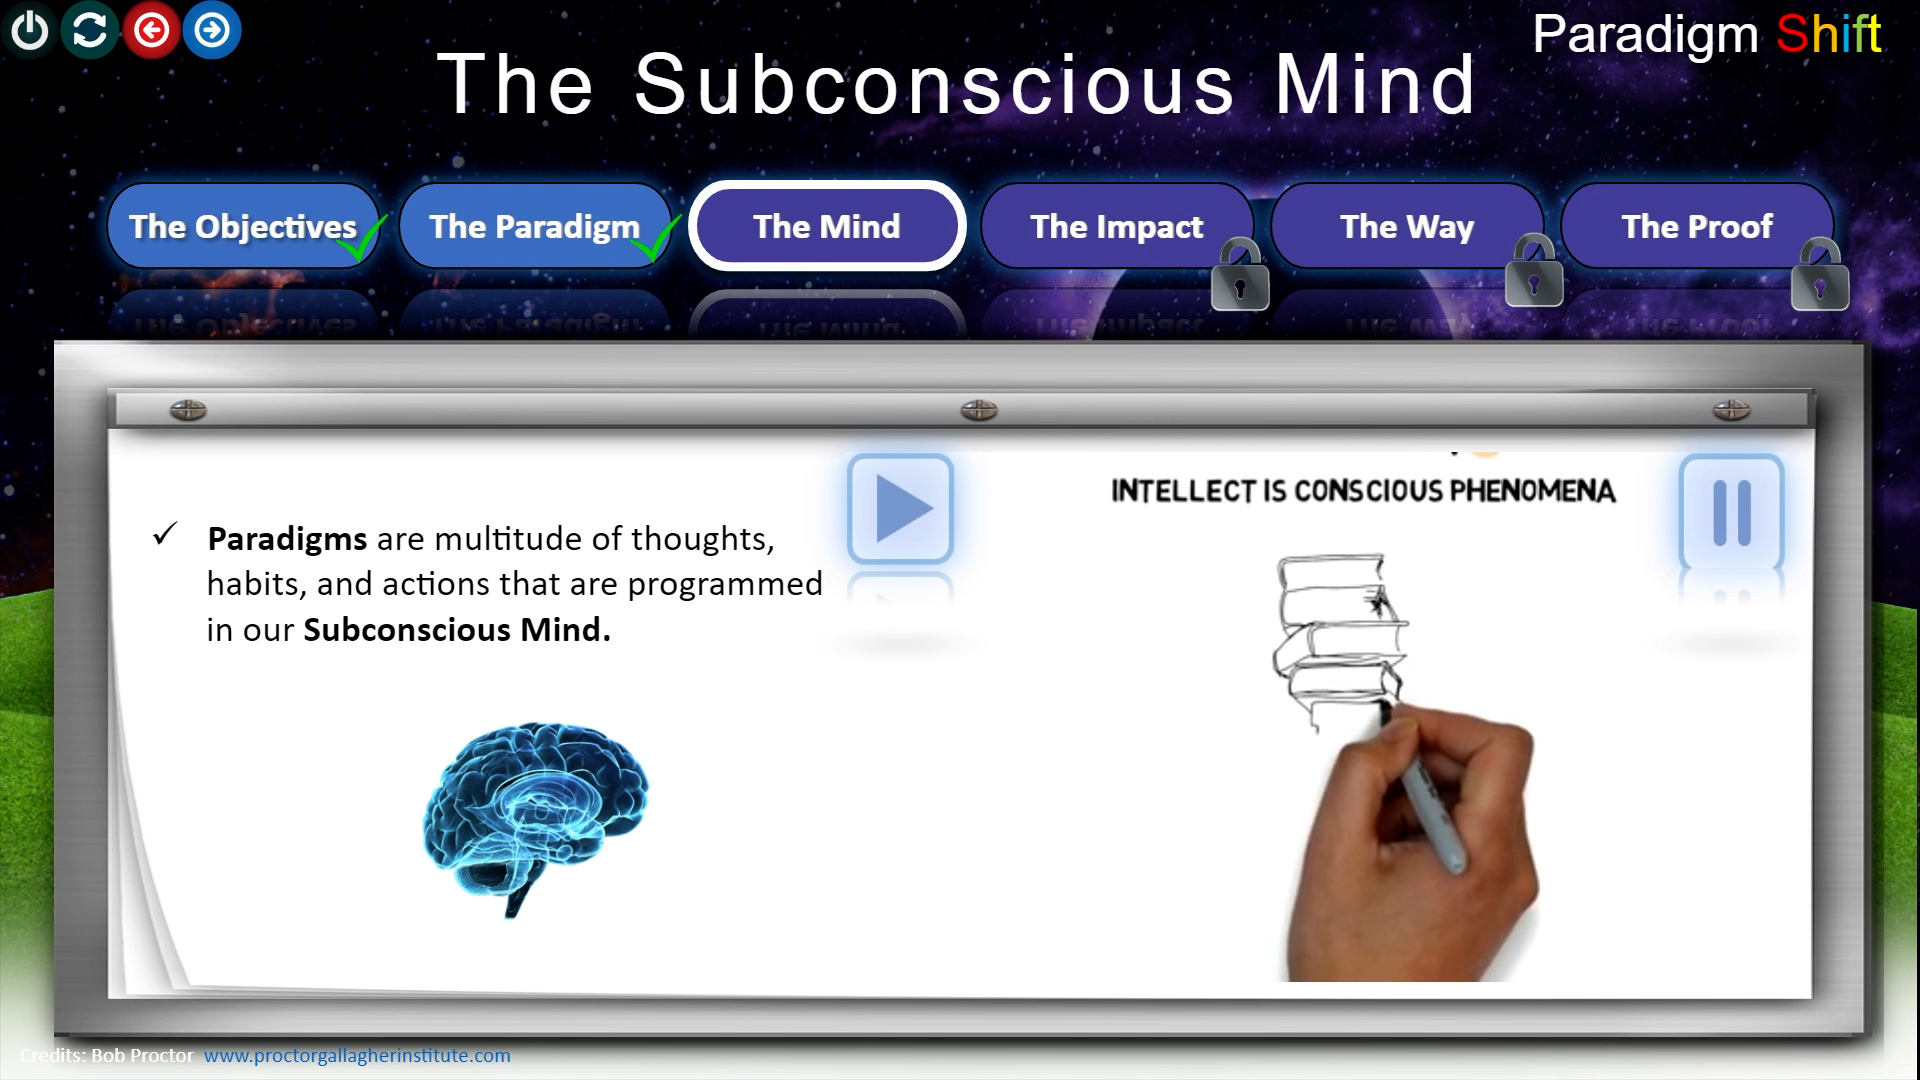 Paradigm Shift
The Subconscious Mind
The Objectives
The Paradigm
The Mind
The Impact
The Way
The Proof
Paradigms are multitude of thoughts,
habits, and actions that are programmed
in our Subconscious Mind.
INTELLECT IS CONSCIOUS PHENOMENA
Credits: Bob Proctor www.proctorgallagherinstitute.com